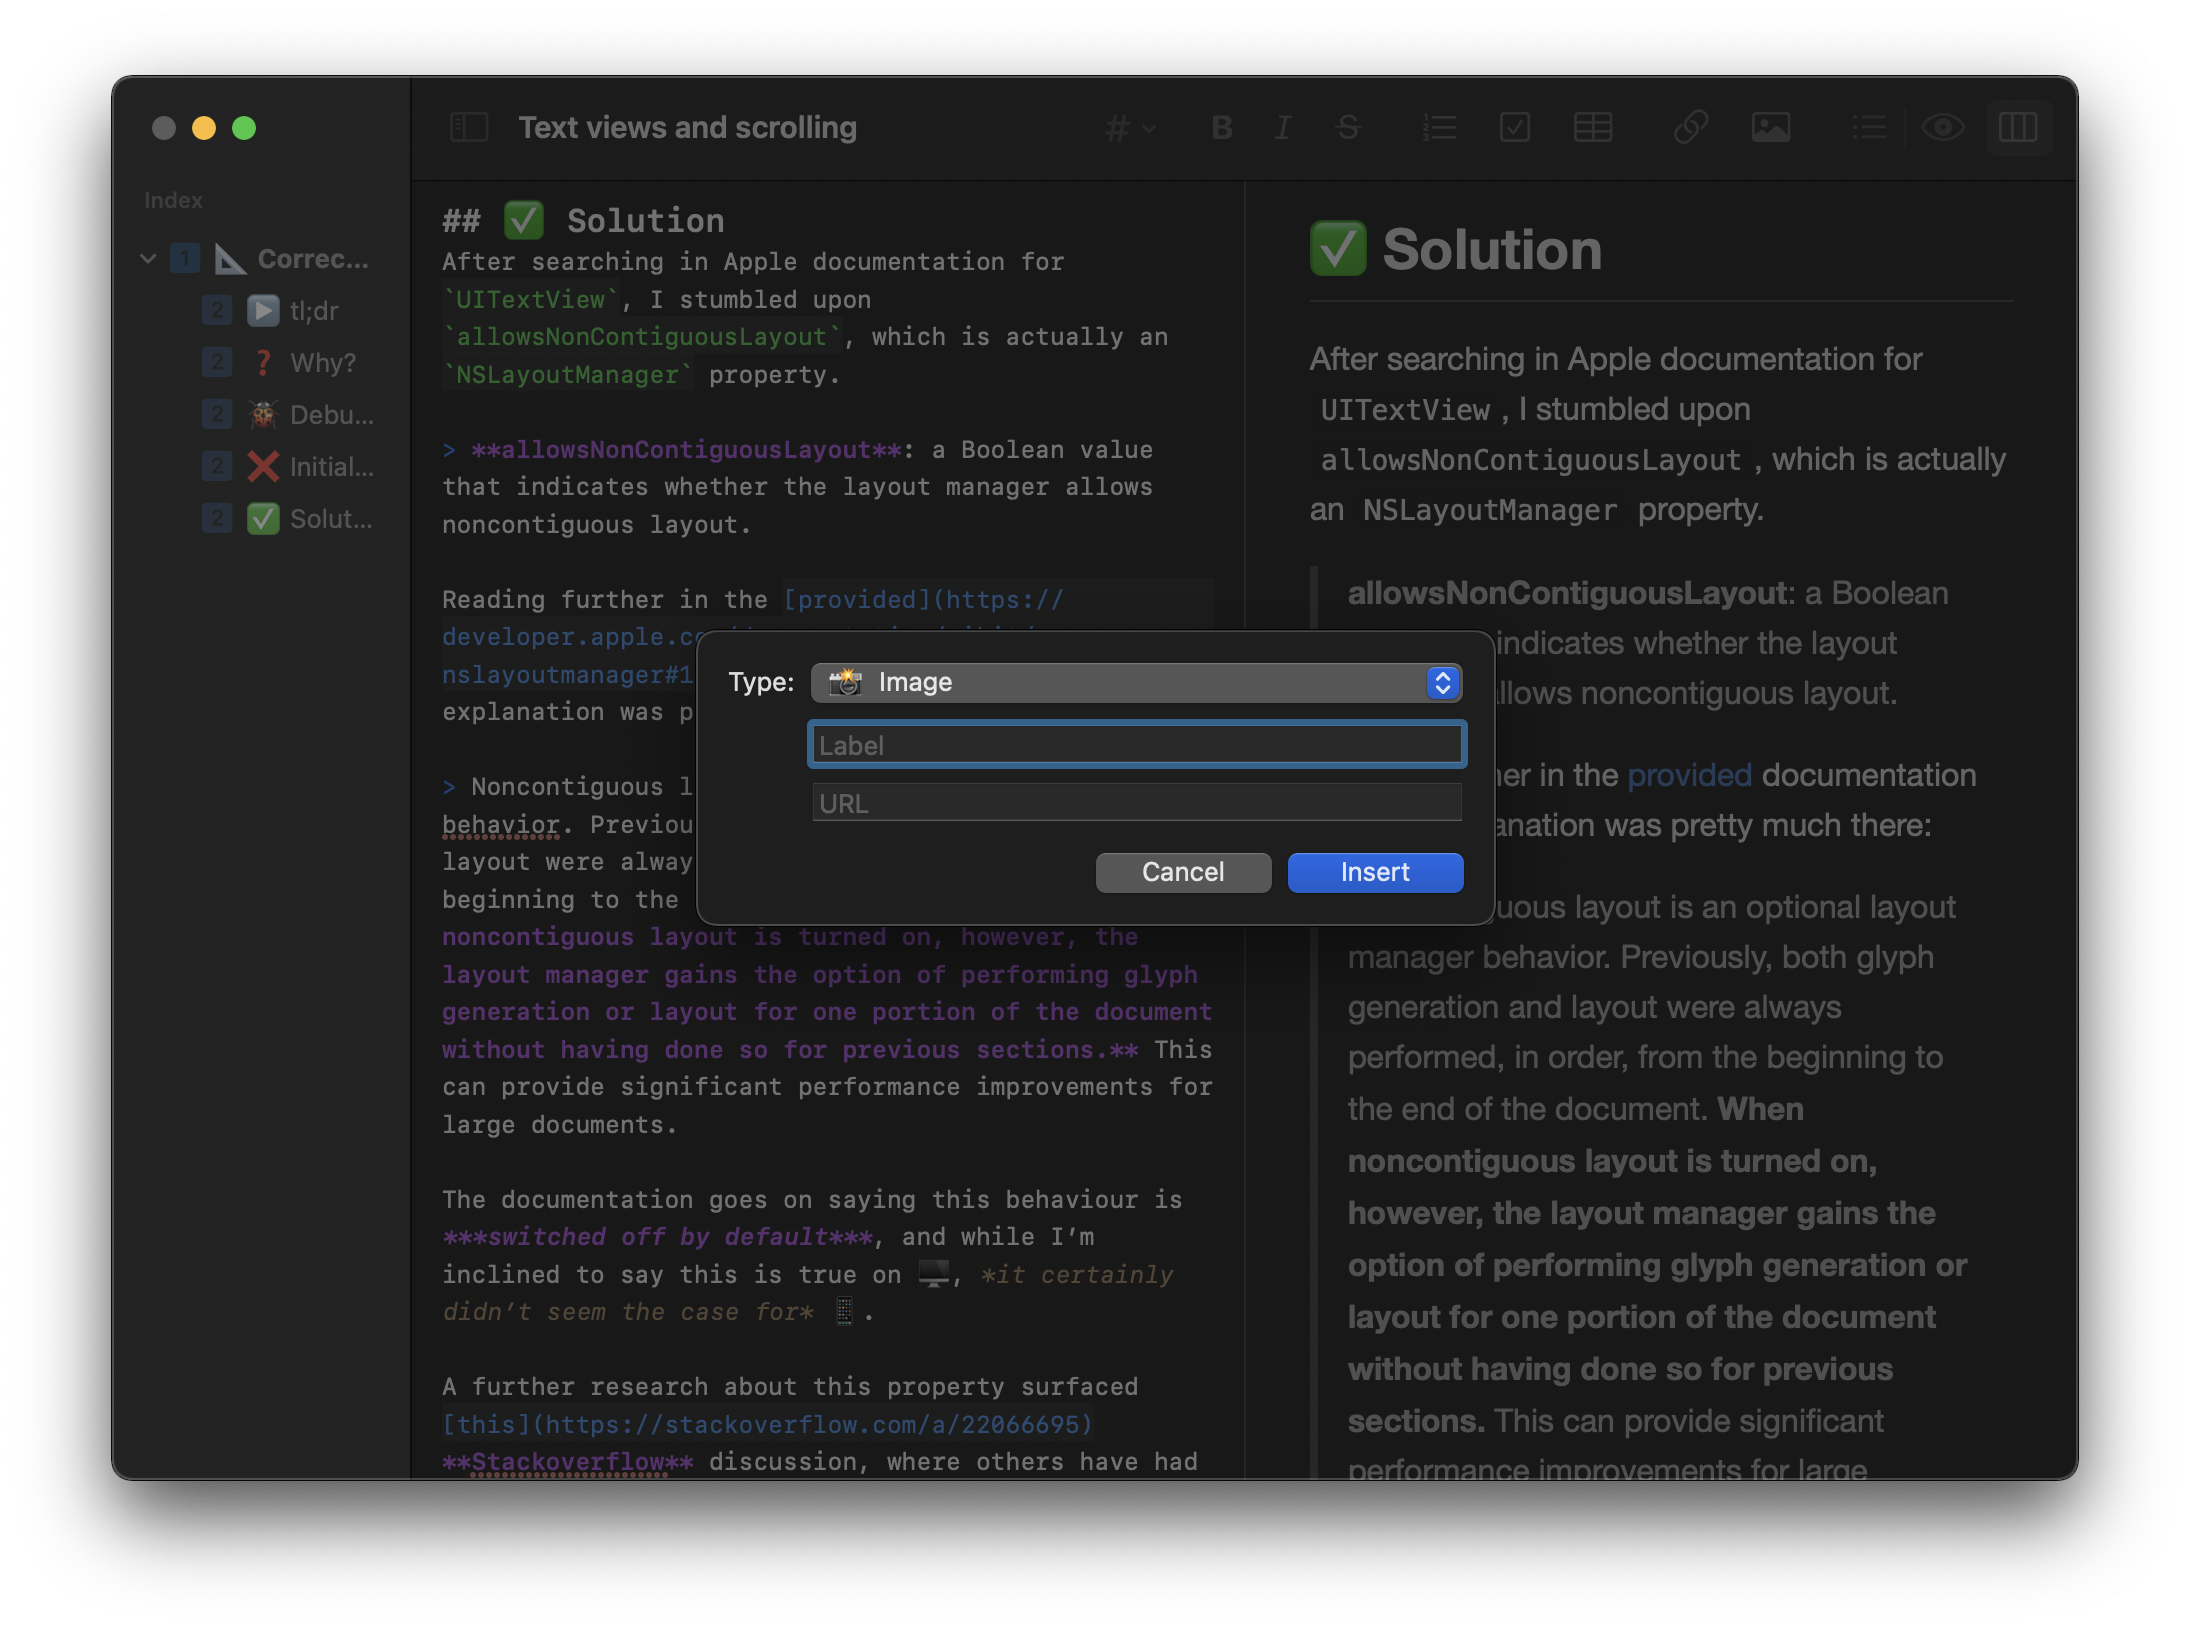 Text views and scrolling
#
B
I
S
Index
1 📐 Correc...
2 ▶️ tl;dr
2 ❓ Why?
2 🐞 Debu...
2 ❌ Initial...
2 ✅ Solut...
## ✅ Solution
After searching in Apple documentation for
`UITextView`, I stumbled upon
`allowsNonContiguousLayout`, which is actually an
`NSLayoutManager` property.
> **allowsNonContiguousLayout**: a Boolean value
that indicates whether the layout manager allows
noncontiguous layout.
Reading further in the [provided](https://
developer.apple.co
nslayoutmanager#1
explanation was p
> Noncontiguous l
behavior. Previou
layout were alway
beginning to the
noncontiguous layout is turned on, however, the
layout manager gains the option of performing glyph
generation or layout for one portion of the document
without having done so for previous sections.** This
can provide significant performance improvements for
large documents.
The documentation goes on saying this behaviour is
***switched off by default***, and while I’m
inclined to say this is true on 🖥️, *it certainly
didn’t seem the case for* 📱.
A further research about this property surfaced
[this](https://stackoverflow.com/a/22066695)
**Stackoverflow** discussion, where others have had
✅ Solution
After searching in Apple documentation for
UITextView , I stumbled upon
allowsNonContiguousLayout , which is actually
an NSLayoutManager property.
allowsNonContiguousLayout: a Boolean
indicates whether the layout
llows noncontiguous layout.
her in the provided documentation
anation was pretty much there:
uous layout is an optional layout
manager behavior. Previously, both glyph
generation and layout were always
performed, in order, from the beginning to
the end of the document. When
noncontiguous layout is turned on,
however, the layout manager gains the
option of performing glyph generation or
layout for one portion of the document
without having done so for previous
sections. This can provide significant
performance improvements for large
Type: 📸 Image
Label
URL
Cancel
Insert